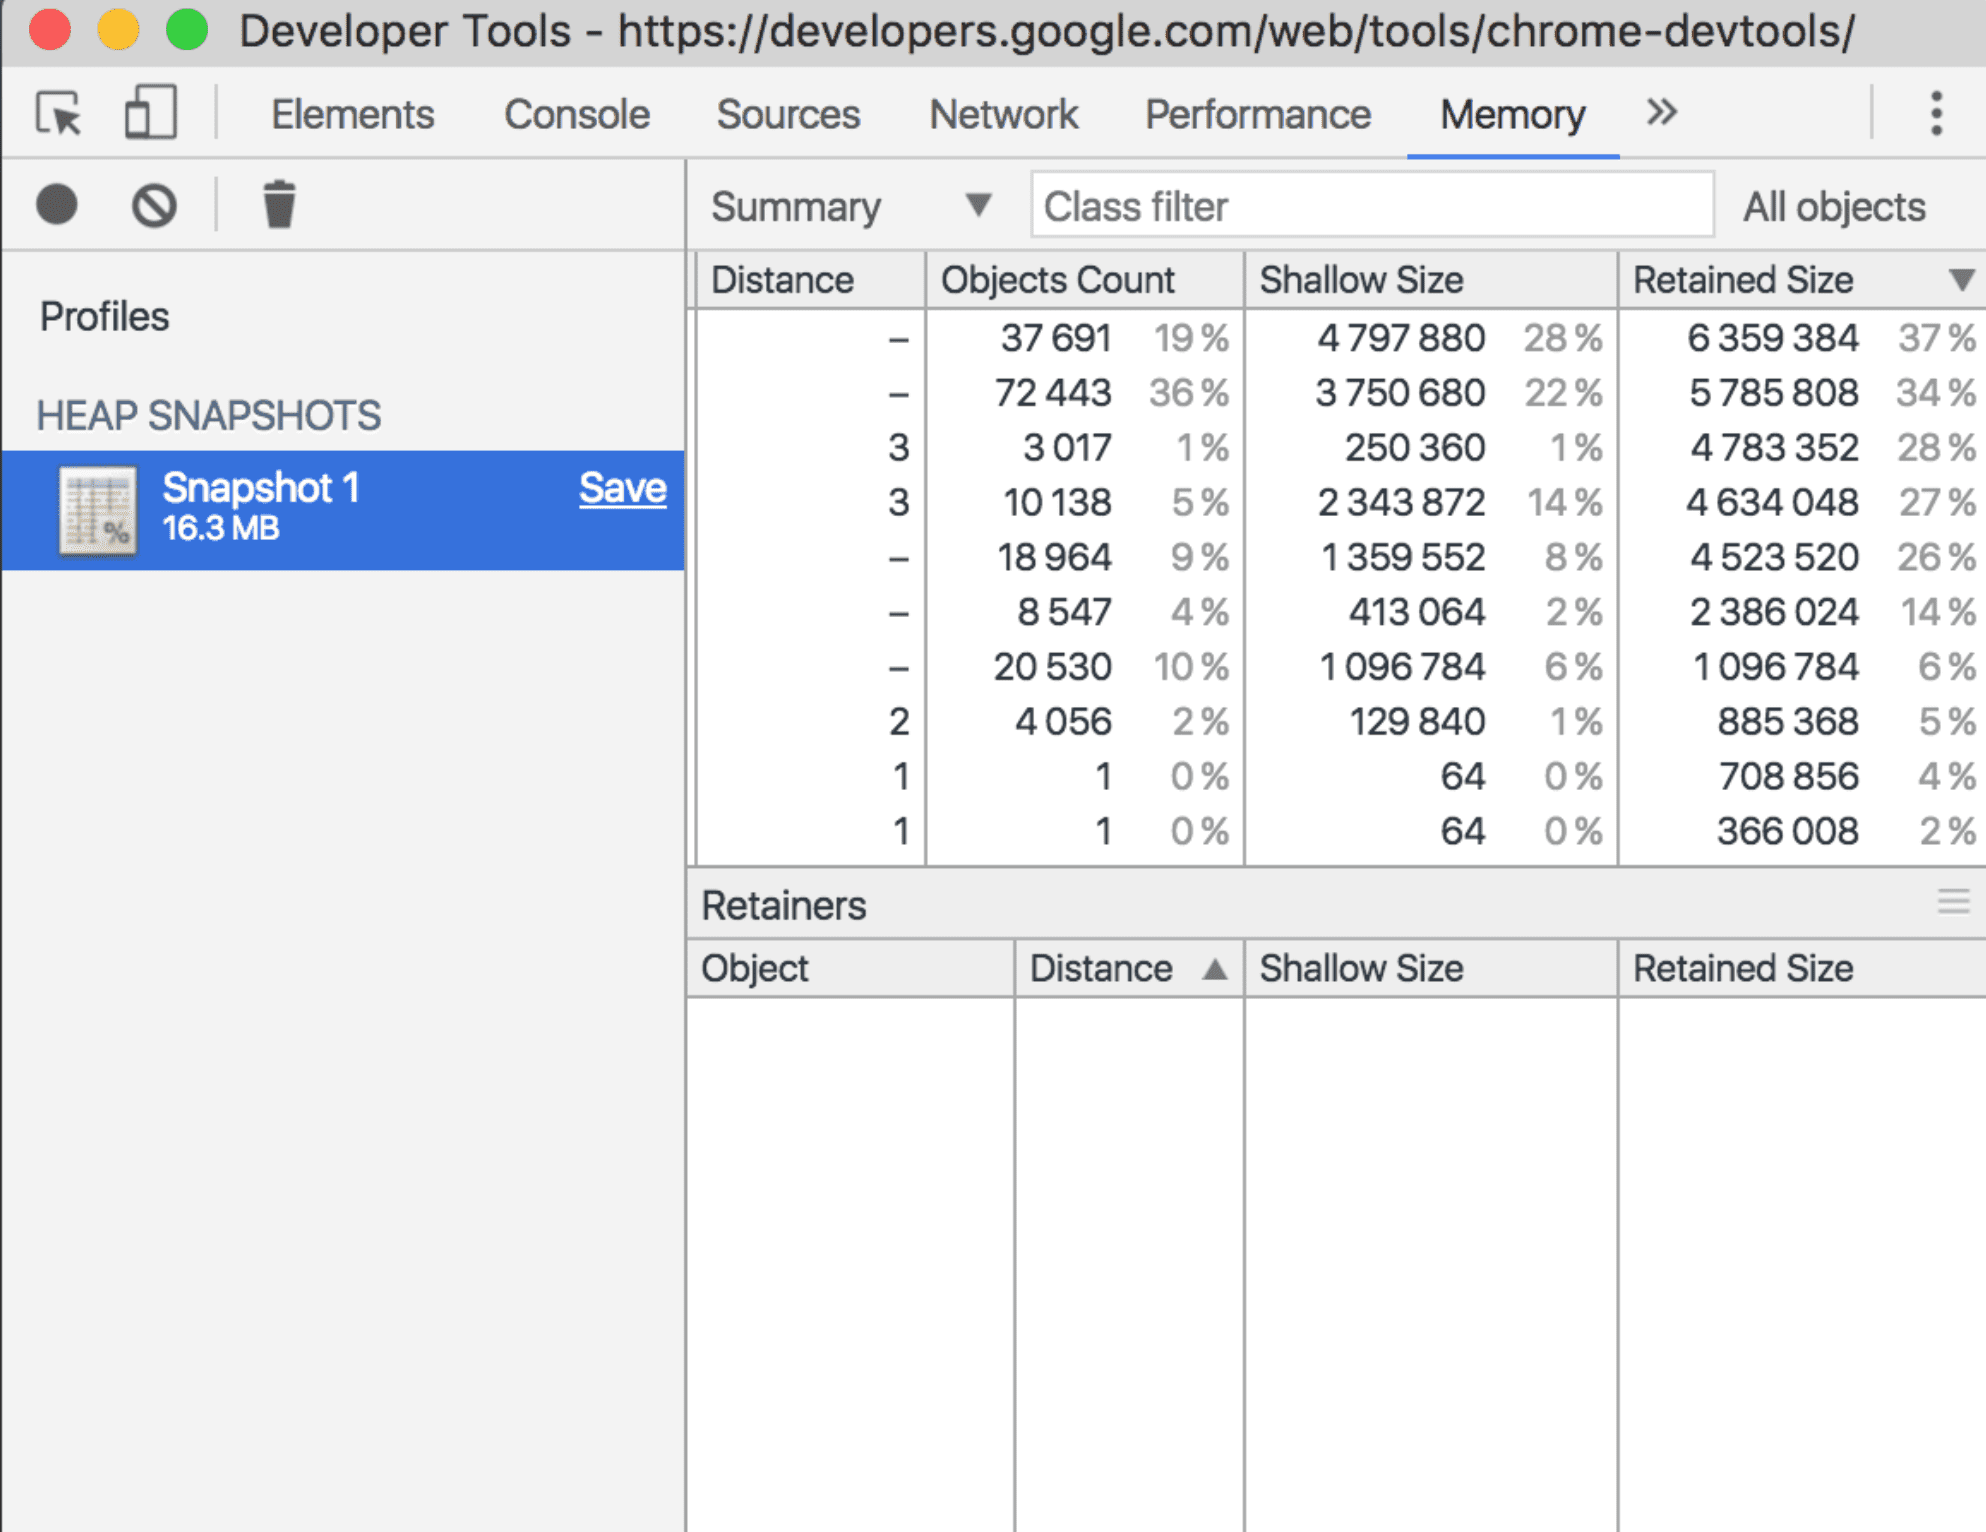 Developer Tools - https://developers.google.com/web/tools/chrome-devtools/
Elements Console Sources Network Performance Memory »
Summary ▼ Class filter All objects
Profiles
HEAP SNAPSHOTS
Snapshot 1 Save
16.3 MB
%
Distance Objects Count Shallow Size Retained Size ▼
– 37 691 19 % 4 797 880 28 % 6 359 384 37 %
– 72 443 36 % 3 750 680 22 % 5 785 808 34 %
3 3 017 1 % 250 360 1 % 4 783 352 28 %
3 10 138 5 % 2 343 872 14 % 4 634 048 27 %
– 18 964 9 % 1 359 552 8 % 4 523 520 26 %
– 8 547 4 % 413 064 2 % 2 386 024 14 %
– 20 530 10 % 1 096 784 6 % 1 096 784 6 %
2 4 056 2 % 129 840 1 % 885 368 5 %
1 1 0 % 64 0 % 708 856 4 %
1 1 0 % 64 0 % 366 008 2 %
Retainers
Object Distance ▲ Shallow Size Retained Size